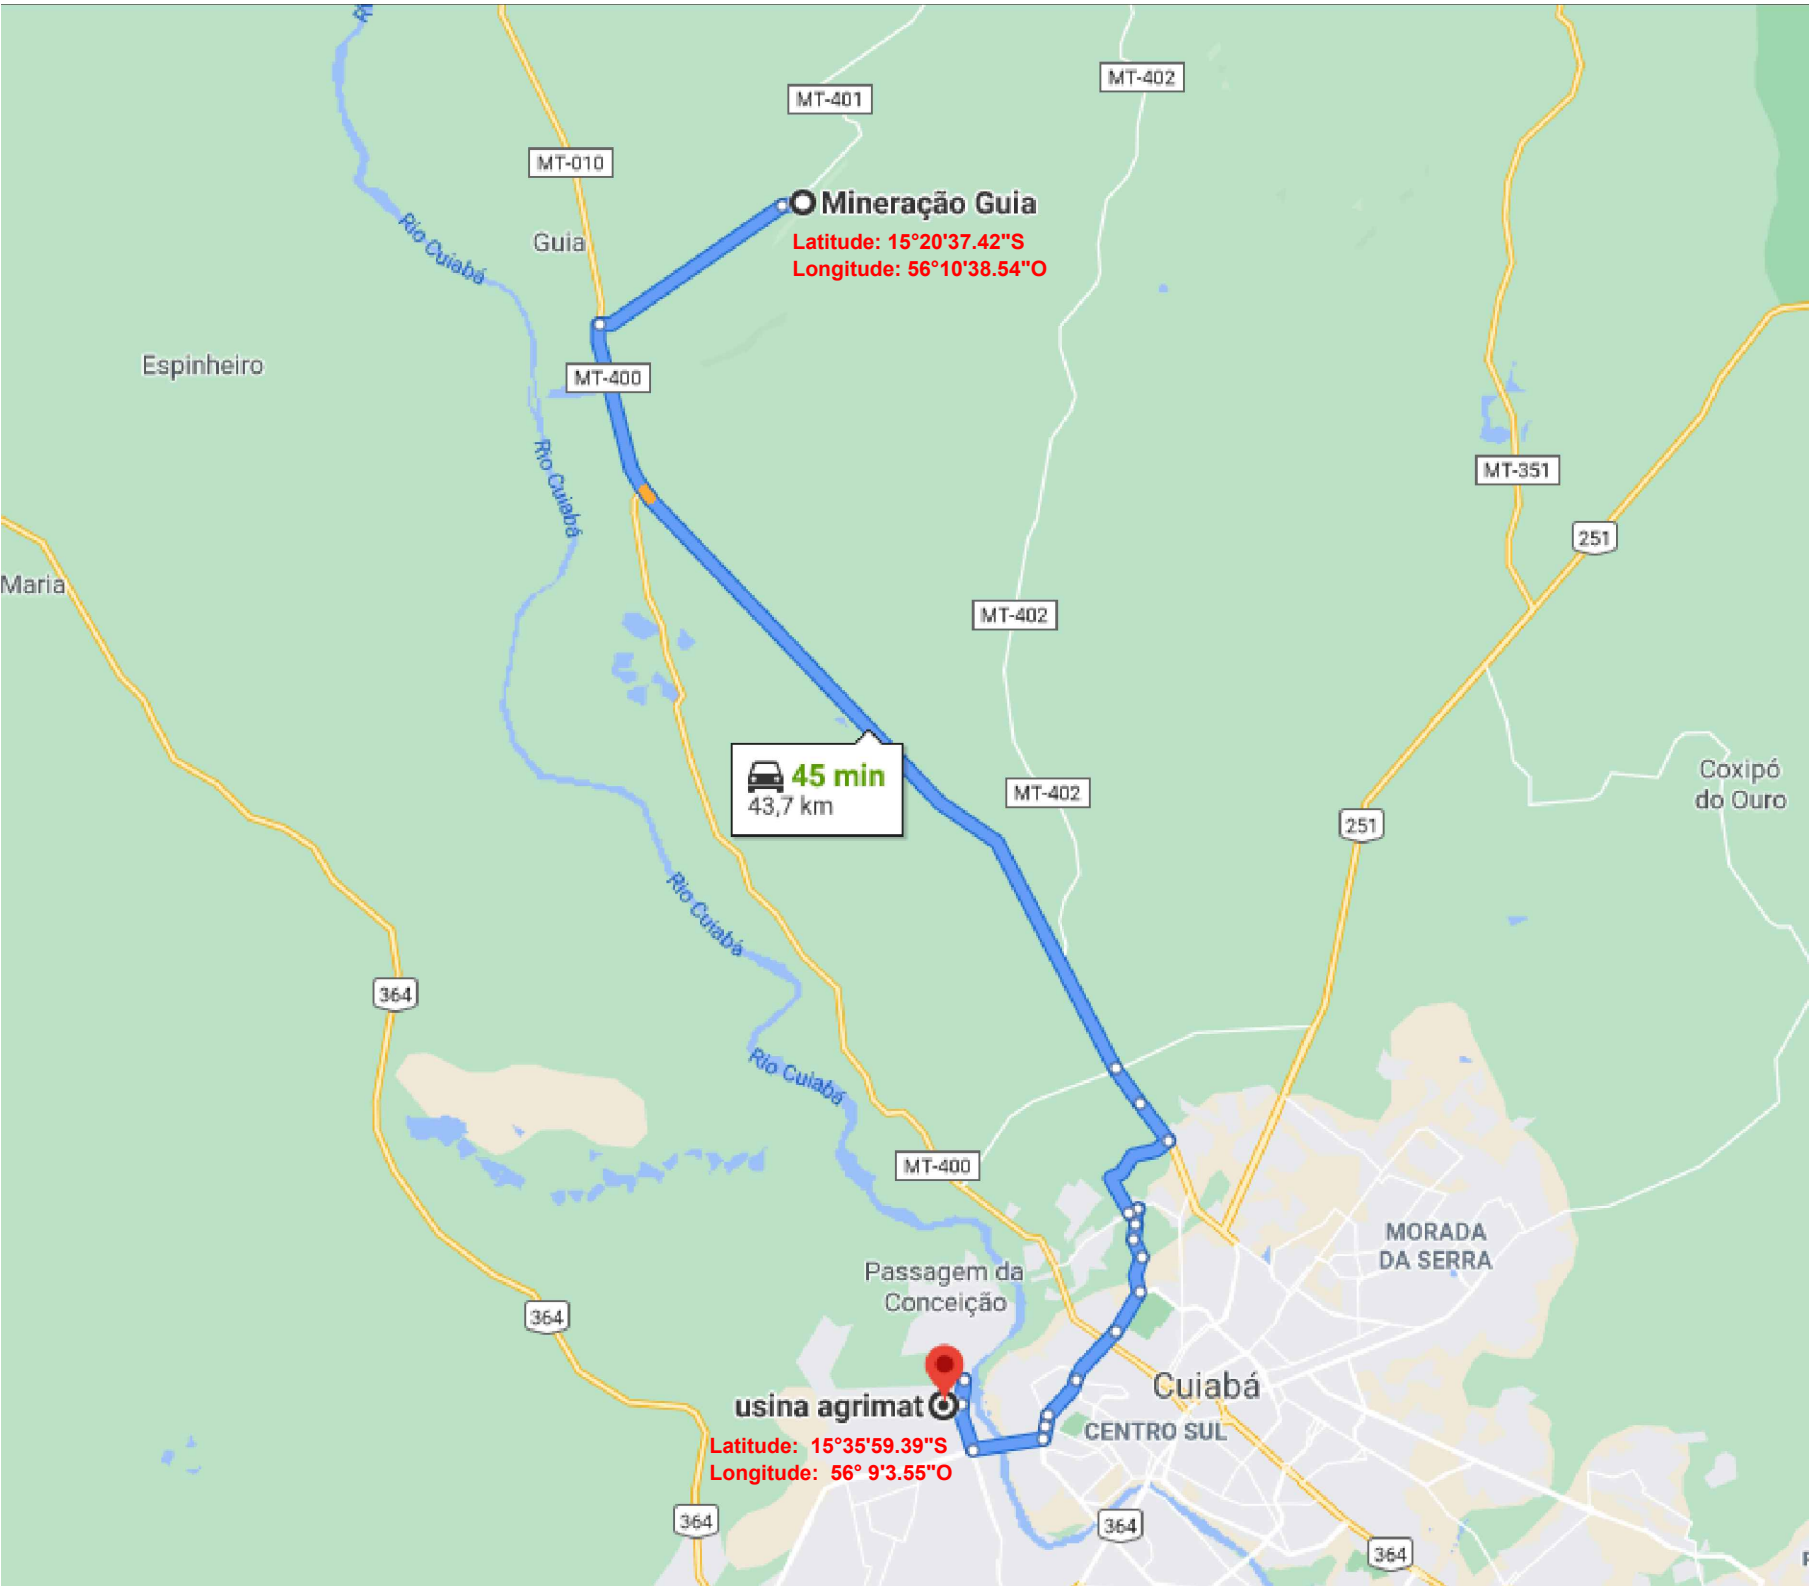 MT-402
MT-401
MT-010
Mineração Guia
Latitude: 15°20'37.42"S
Longitude: 56°10'38.54"O
Rio Cuiabá
Guia
Espinheiro
MT-400
Rio Cuiabá
MT-351
251
Maria
MT-402
45 min
43,7 km
MT-402
Coxipó
do Ouro
251
Rio Cuiabá
364
Rio Cuiabá
MT-400
MORADA
DA SERRA
Passagem da
Conceição
364
Cuiabá
usina agrimat
CENTRO SUL
Latitude: 15°35'59.39"S
Longitude: 56° 9'3.55"O
364
364
364